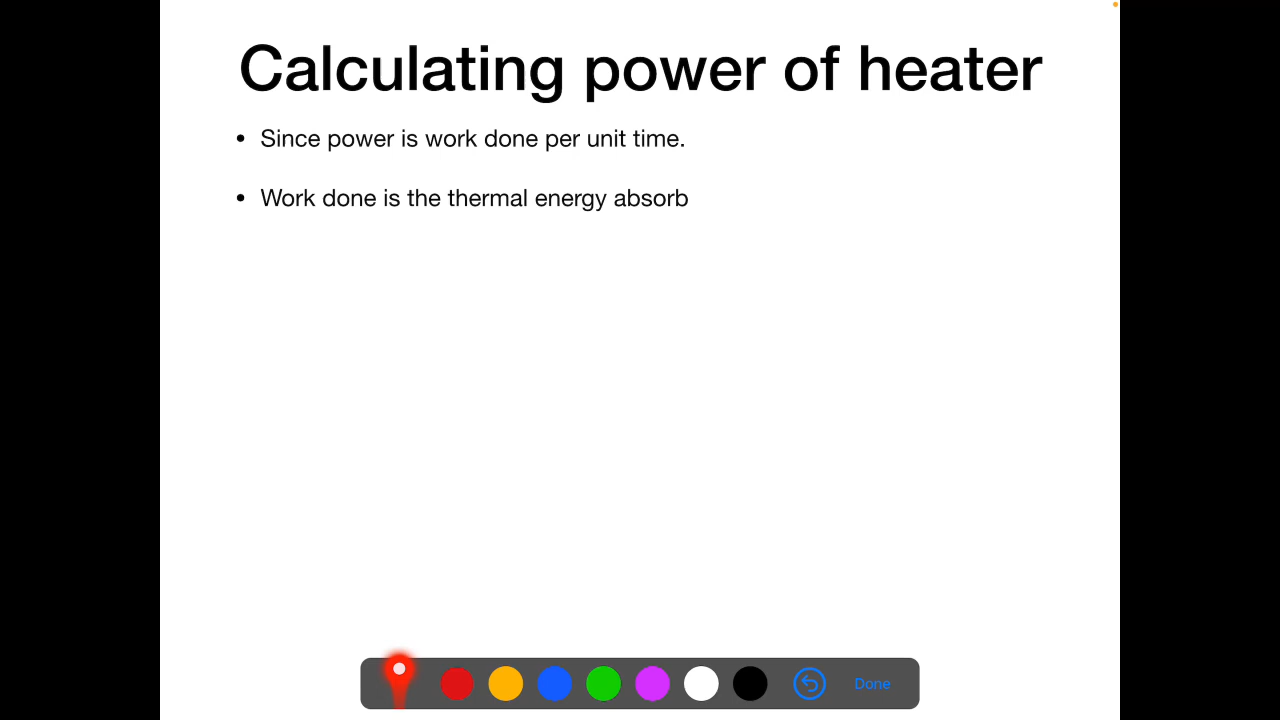 Calculating power of heater
• Since power is work done per unit time.
• Work done is the thermal energy absorb
Done